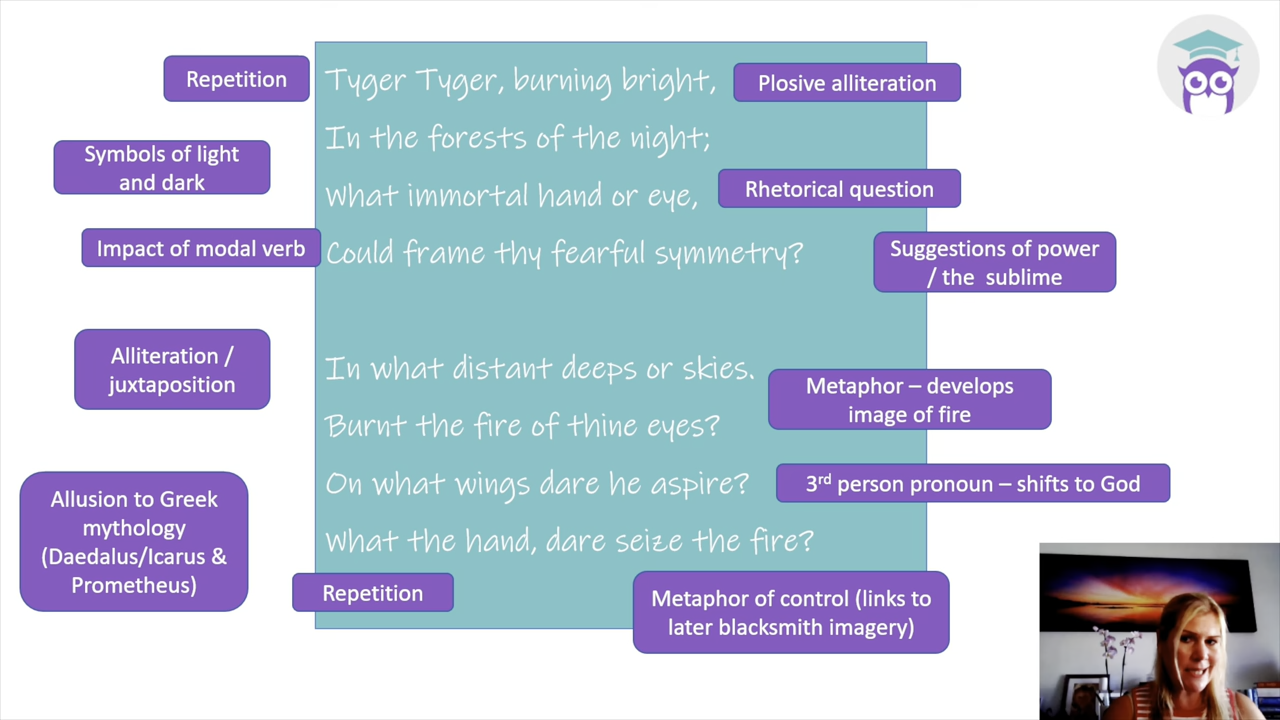 Repetition
Tyger Tyger, burning bright,
Plosive alliteration
In the forests of the night;
Symbols of light
and dark
What immortal hand or eye,
Rhetorical question
Impact of modal verb
Could frame thy fearful symmetry?
Suggestions of power
/ the sublime
Alliteration /
juxtaposition
In what distant deeps or skies.
Metaphor – develops
image of fire
Burnt the fire of thine eyes?
On what wings dare he aspire?
3rd person pronoun – shifts to God
Allusion to Greek
mythology
(Daedalus/Icarus &
Prometheus)
What the hand, dare seize the fire?
Repetition
Metaphor of control (links to
later blacksmith imagery)